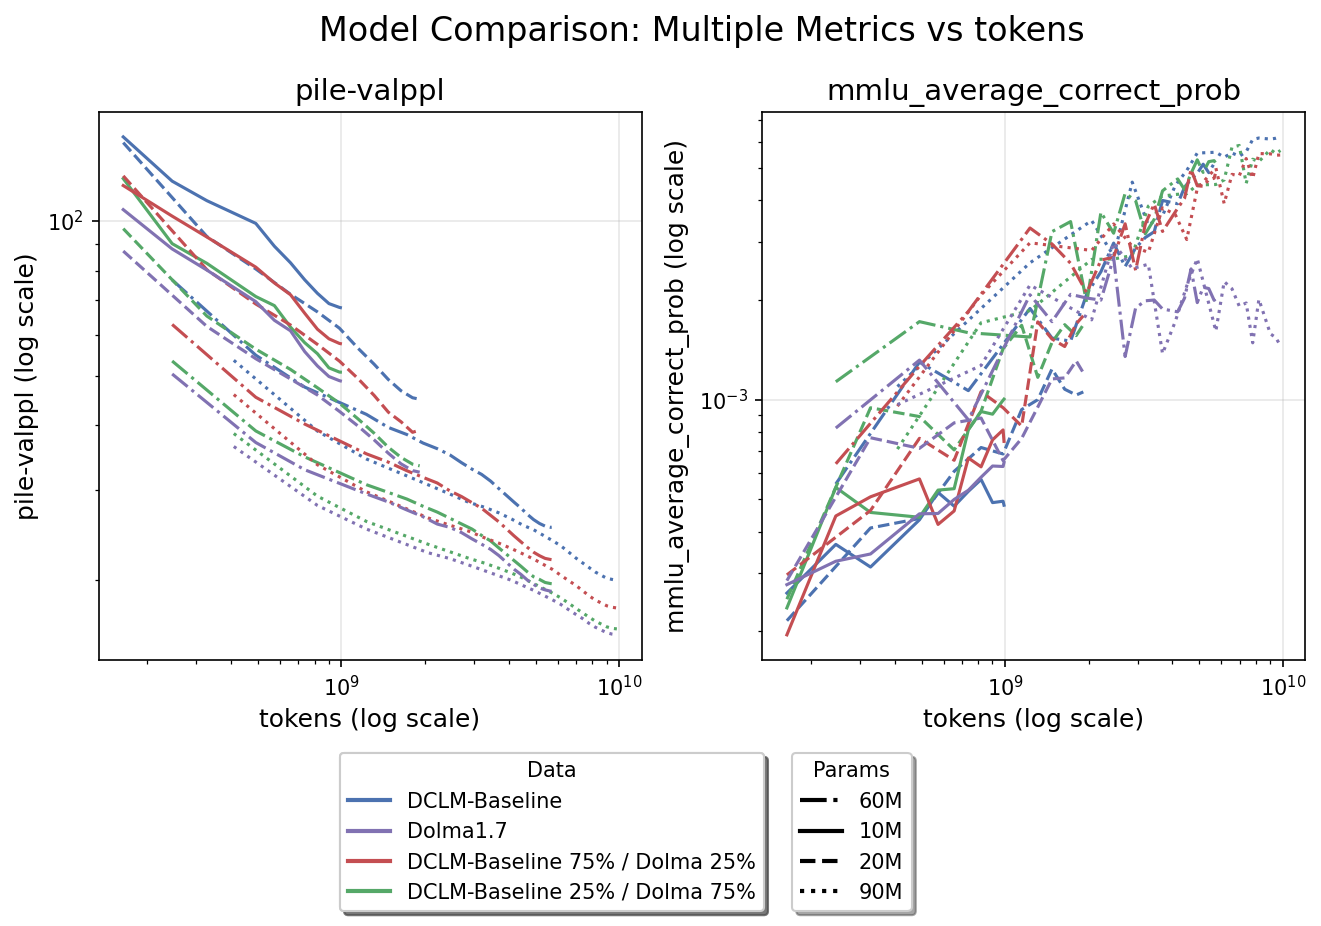 Model Comparison: Multiple Metrics vs tokens
pile-valppl
pile-valppl (log scale)
10²
10⁹
10¹⁰
tokens (log scale)
mmlu_average_correct_prob
mmlu_average_correct_prob (log scale)
10⁻³
10⁹
10¹⁰
tokens (log scale)
Data
DCLM-Baseline
Dolma1.7
DCLM-Baseline 75% / Dolma 25%
DCLM-Baseline 25% / Dolma 75%
Params
60M
10M
20M
90M